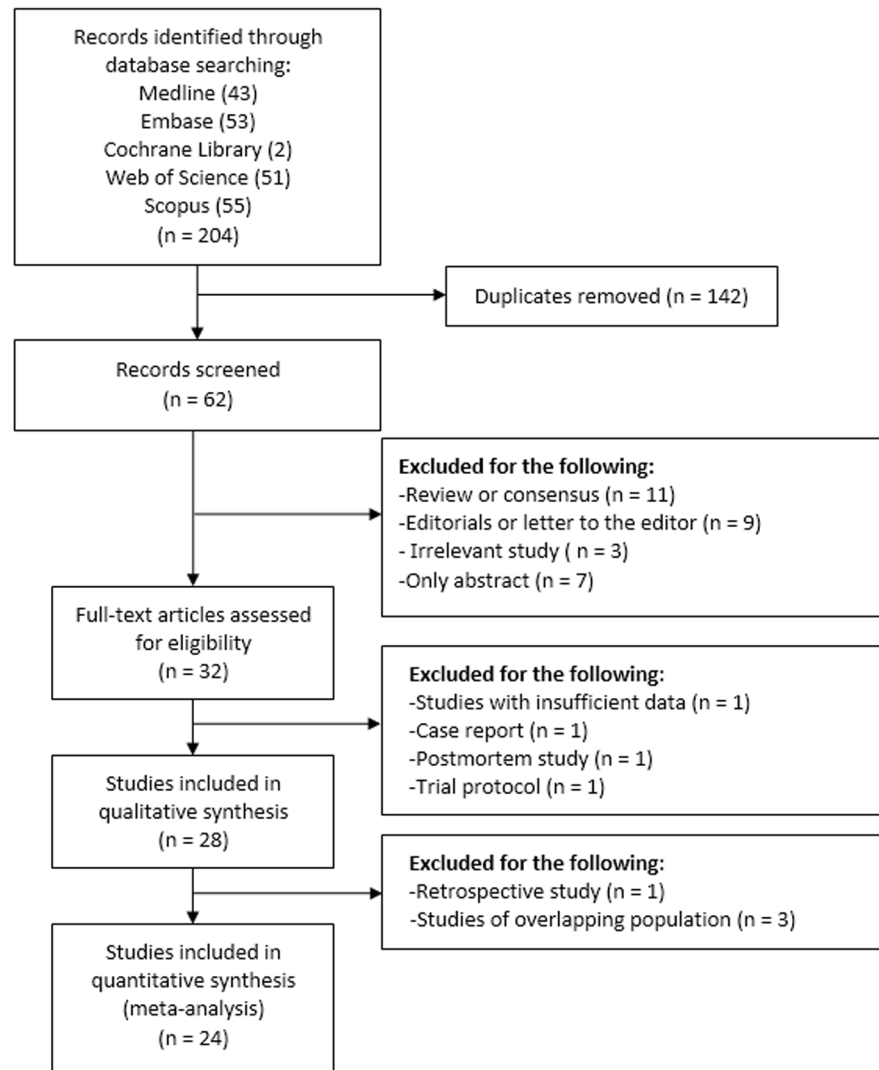 Records identified through
database searching:
Medline (43)
Embase (53)
Cochrane Library (2)
Web of Science (51)
Scopus (55)
(n = 204)
Duplicates removed (n = 142)
Records screened
(n = 62)
Excluded for the following:
-Review or consensus (n = 11)
-Editorials or letter to the editor (n = 9)
- Irrelevant study ( n = 3)
-Only abstract (n = 7)
Full-text articles assessed
for eligibility
(n = 32)
Excluded for the following:
-Studies with insufficient data (n = 1)
-Case report (n = 1)
-Postmortem study (n = 1)
-Trial protocol (n = 1)
Studies included in
qualitative synthesis
(n = 28)
Excluded for the following:
-Retrospective study (n = 1)
-Studies of overlapping population (n = 3)
Studies included in
quantitative synthesis
(meta-analysis)
(n = 24)